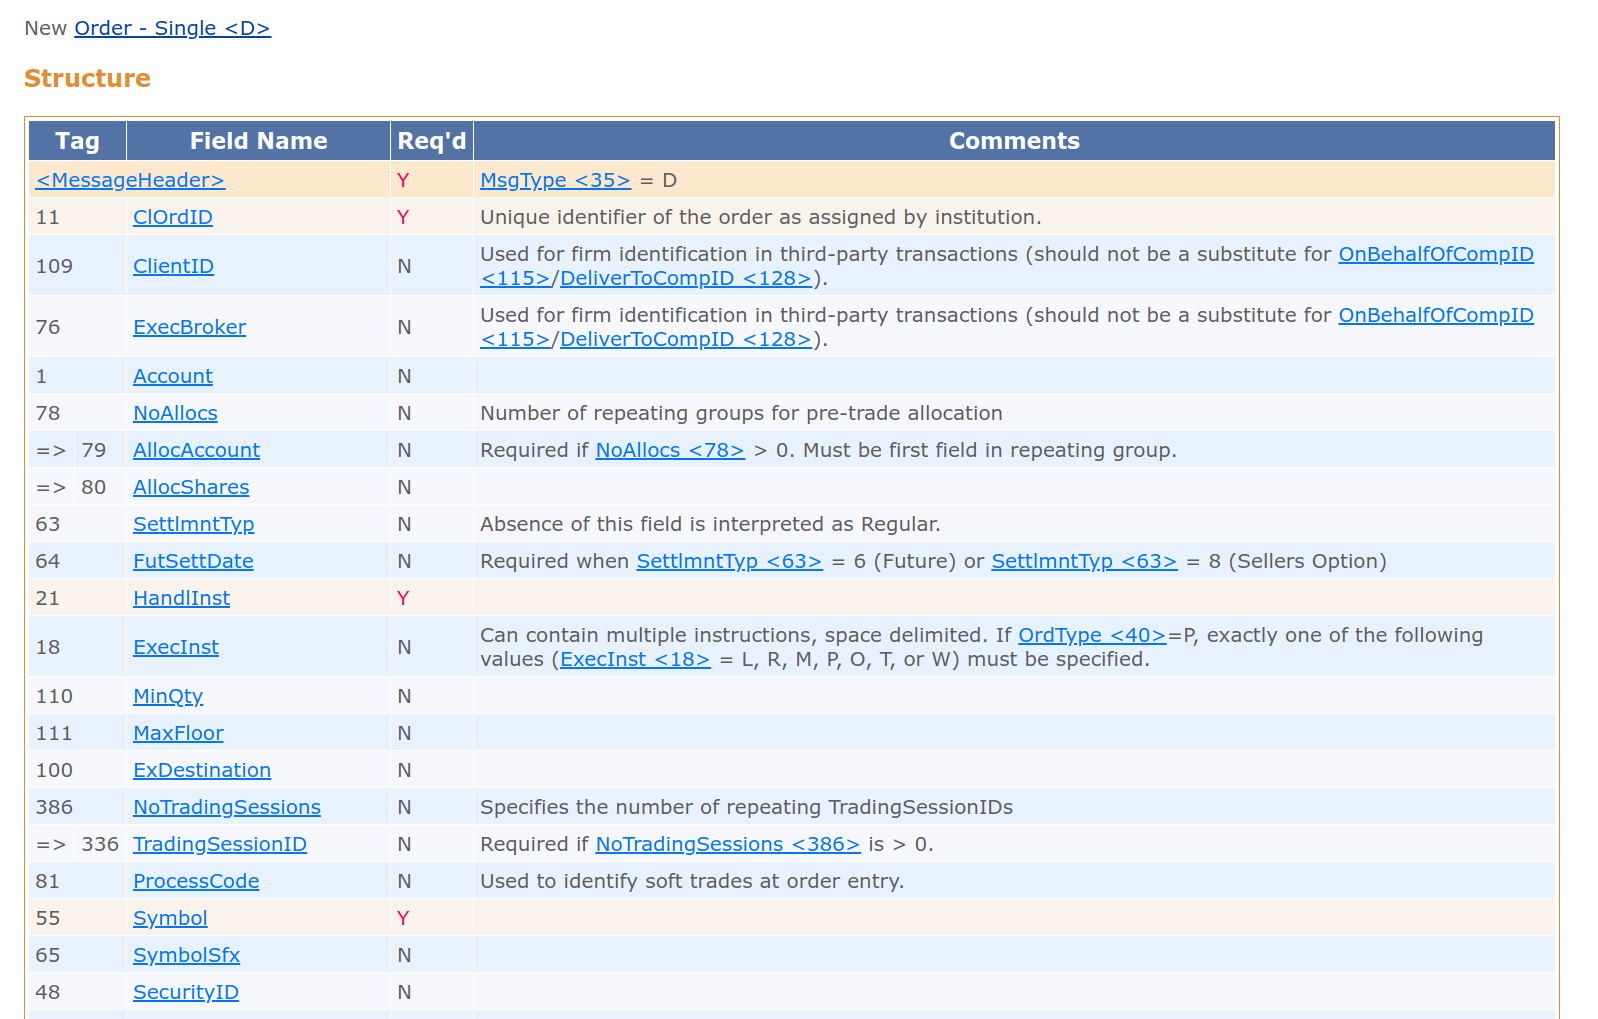 New Order - Single <D>
Structure
Tag Field Name Req'd Comments
<MessageHeader> Y MsgType <35> = D
11 ClOrdID Y Unique identifier of the order as assigned by institution.
109 ClientID N Used for firm identification in third-party transactions (should not be a substitute for OnBehalfOfCompID
<115>/DeliverToCompID <128>).
76 ExecBroker N Used for firm identification in third-party transactions (should not be a substitute for OnBehalfOfCompID
<115>/DeliverToCompID <128>).
1 Account N
78 NoAllocs N Number of repeating groups for pre-trade allocation
=> 79 AllocAccount N Required if NoAllocs <78> > 0. Must be first field in repeating group.
=> 80 AllocShares N
63 SettlmntTyp N Absence of this field is interpreted as Regular.
64 FutSettDate N Required when SettlmntTyp <63> = 6 (Future) or SettlmntTyp <63> = 8 (Sellers Option)
21 HandlInst Y
18 ExecInst N Can contain multiple instructions, space delimited. If OrdType <40>=P, exactly one of the following
values (ExecInst <18> = L, R, M, P, O, T, or W) must be specified.
110 MinQty N
111 MaxFloor N
100 ExDestination N
386 NoTradingSessions N Specifies the number of repeating TradingSessionIDs
=> 336 TradingSessionID N Required if NoTradingSessions <386> is > 0.
81 ProcessCode N Used to identify soft trades at order entry.
55 Symbol Y
65 SymbolSfx N
48 SecurityID N